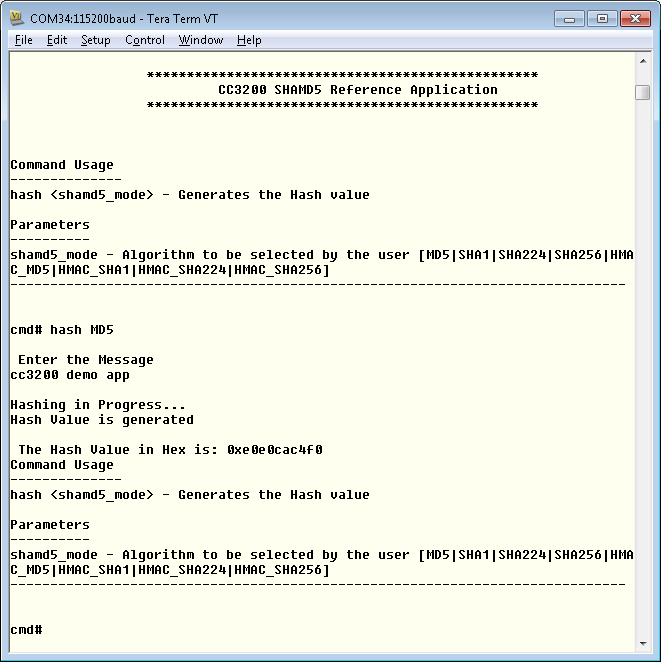 COM34:115200baud - Tera Term VT
File Edit Setup Control Window Help
*************************************************
CC3200 SHAMD5 Reference Application
*************************************************
Command Usage
--------------
hash <shamd5_mode> - Generates the Hash value
Parameters
----------
shamd5_mode - Algorithm to be selected by the user [MD5|SHA1|SHA224|SHA256|HMA
C_MD5|HMAC_SHA1|HMAC_SHA224|HMAC_SHA256]
-----------------------------------------------------------------------------
cmd# hash MD5
Enter the Message
cc3200 demo app
Hashing in Progress...
Hash Value is generated
The Hash Value in Hex is: 0xe0e0cac4f0
Command Usage
--------------
hash <shamd5_mode> - Generates the Hash value
Parameters
----------
shamd5_mode - Algorithm to be selected by the user [MD5|SHA1|SHA224|SHA256|HMA
C_MD5|HMAC_SHA1|HMAC_SHA224|HMAC_SHA256]
-----------------------------------------------------------------------------
cmd#